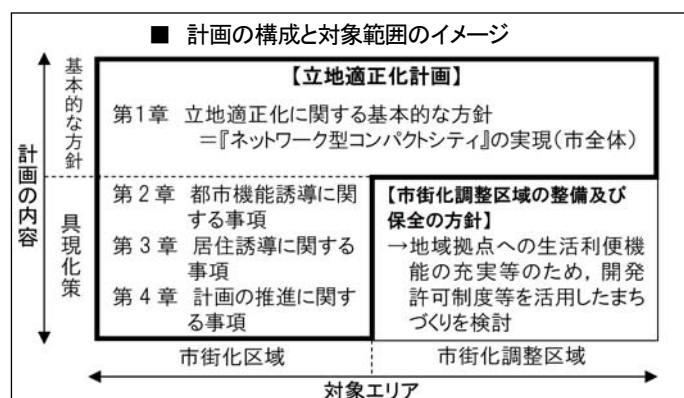 ■ 計画の構成と対象範囲のイメージ
計画の内容
基本的な方針
具現化策
【立地適正化計画】
第1章 立地適正化に関する基本的な方針
＝『ネットワーク型コンパクトシティ』の実現(市全体)
第2章 都市機能誘導に関
する事項
第3章 居住誘導に関する
事項
第4章 計画の推進に関す
る事項
【市街化調整区域の整備及び
保全の方針】
→地域拠点への生活利便機
能の充実等のため，開発
許可制度等を活用したまち
づくりを検討
市街化区域
市街化調整区域
対象エリア